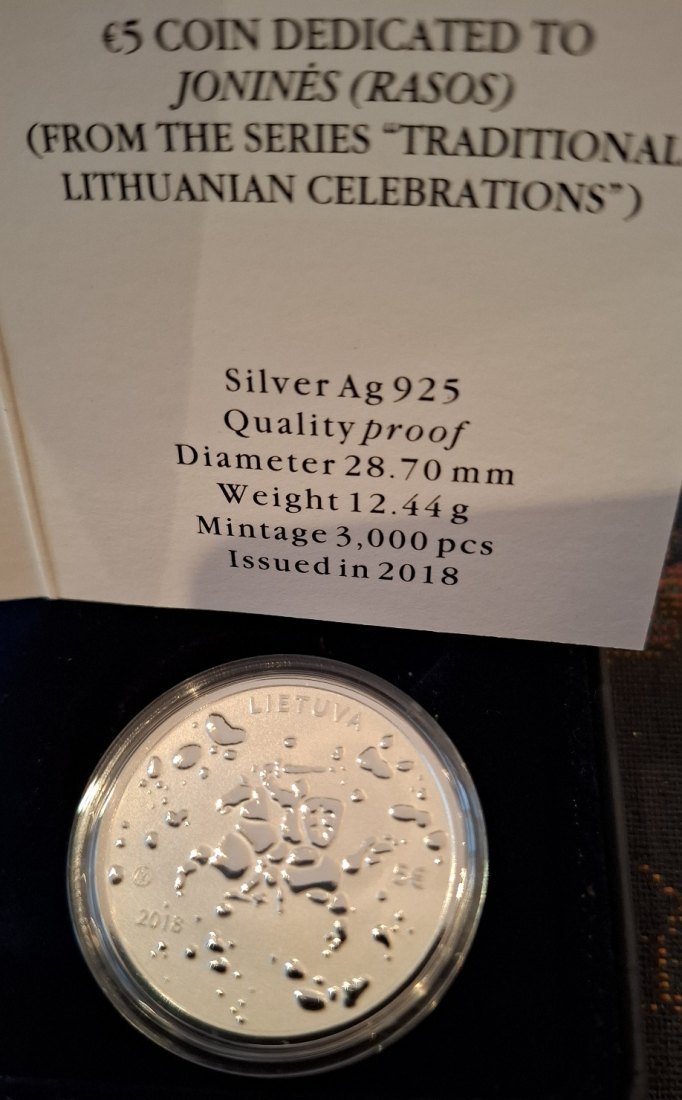 €5 COIN DEDICATED TO
JONINĖS (RASOS)
(FROM THE SERIES “TRADITIONAL
LITHUANIAN CELEBRATIONS”)
Silver Ag 925
Quality proof
Diameter 28.70 mm
Weight 12.44 g
Mintage 3,000 pcs
Issued in 2018
LIETUVA
5€
2018